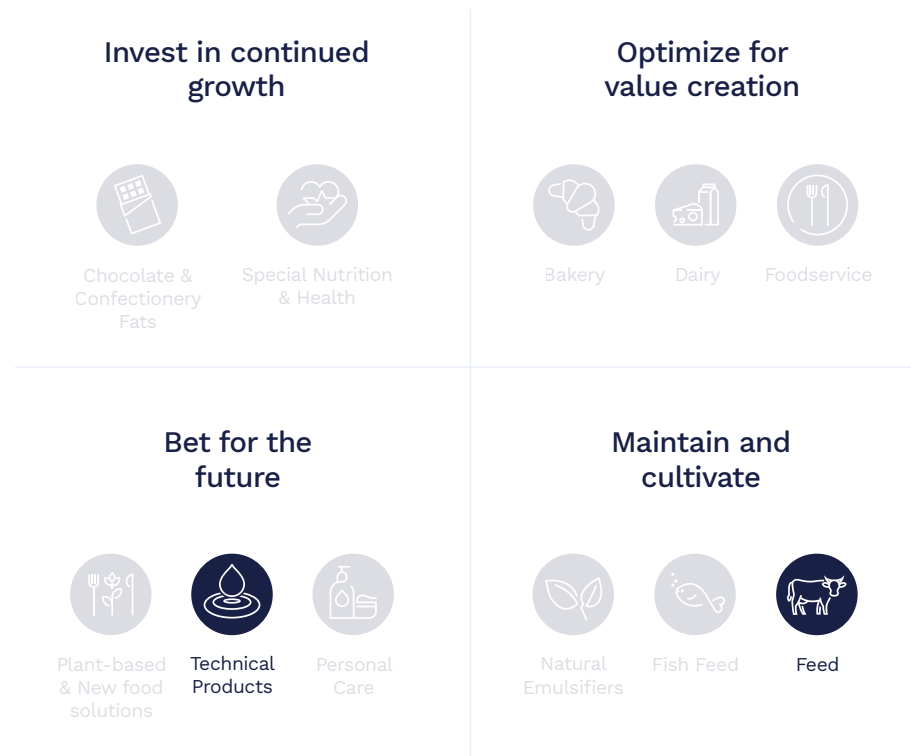 Invest in continued
growth
Chocolate &
Confectionery
Fats
Special Nutrition
& Health
Optimize for
value creation
Bakery
Dairy
Foodservice
Bet for the
future
Plant-based
& New food
solutions
Technical
Products
Personal
Care
Maintain and
cultivate
Natural
Emulsifiers
Fish Feed
Feed